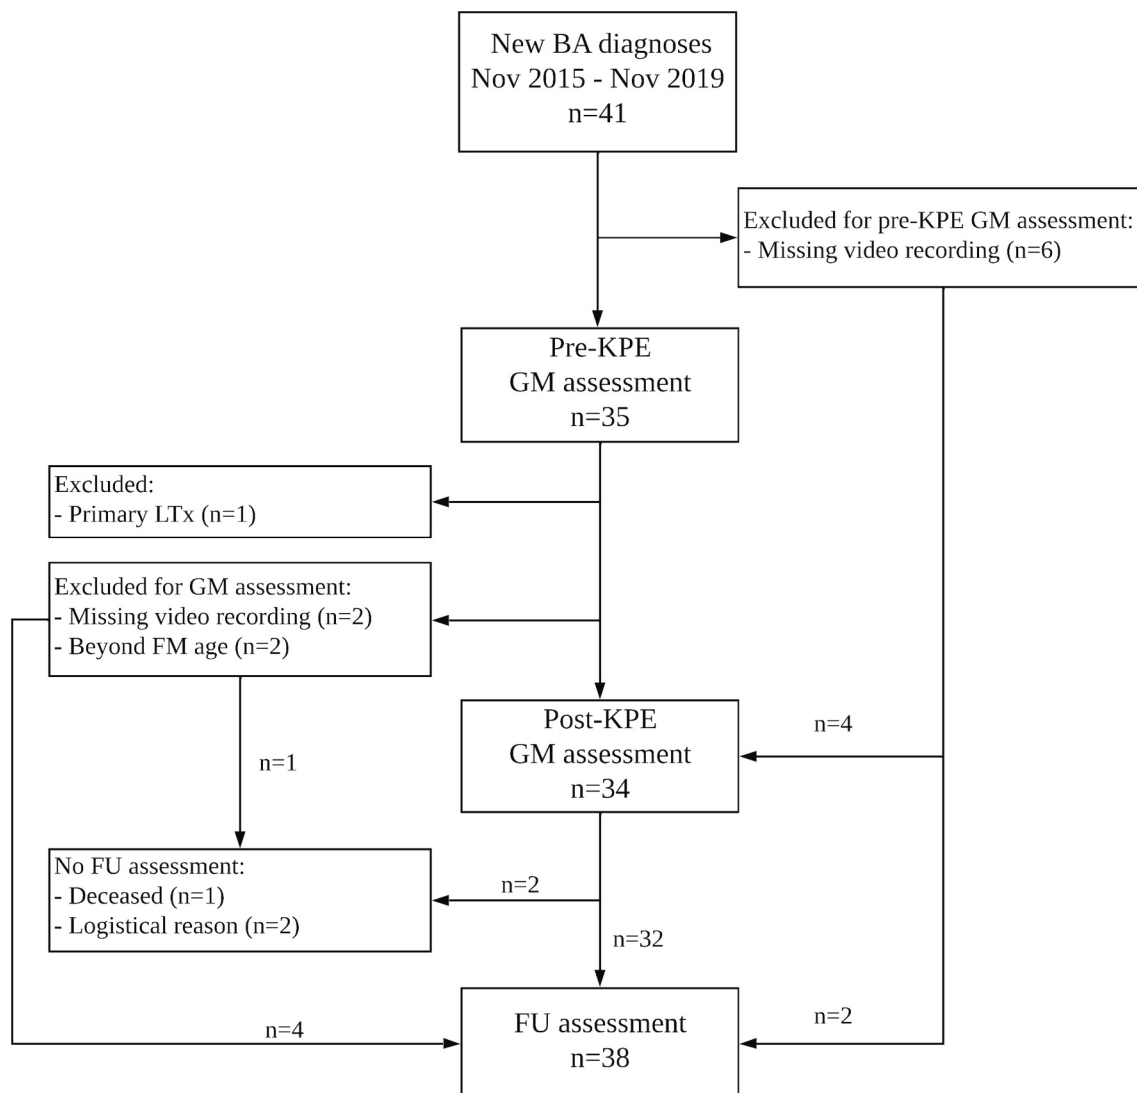 New BA diagnoses
Nov 2015 - Nov 2019
n=41
Excluded for pre-KPE GM assessment:
- Missing video recording (n=6)
Pre-KPE
GM assessment
n=35
Excluded:
- Primary LTx (n=1)
Excluded for GM assessment:
- Missing video recording (n=2)
- Beyond FM age (n=2)
Post-KPE
GM assessment
n=34
n=4
n=1
No FU assessment:
- Deceased (n=1)
- Logistical reason (n=2)
n=2
n=32
FU assessment
n=38
n=4
n=2